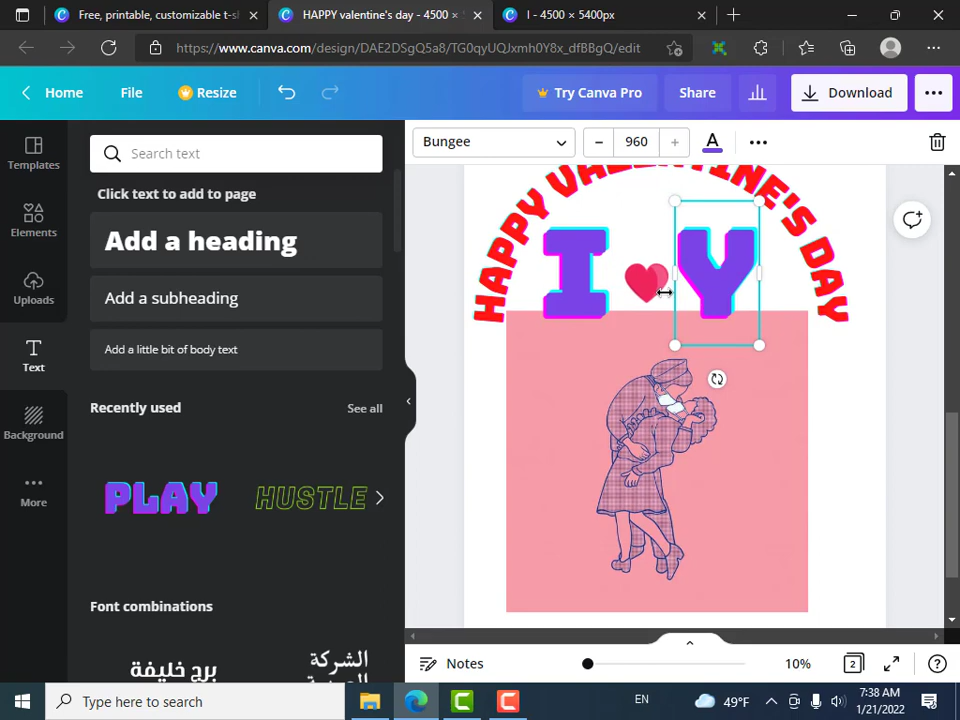 Free, printable, customizable t-s
HAPPY valentine's day - 4500 ×
I - 4500 × 5400px
https://www.canva.com/design/DAE2DSgQ5a8/TG0qyUQJxmh0Y8x_dfBBgQ/edit
Home
File
Resize
Try Canva Pro
Share
Download
Templates
Elements
Uploads
Text
Background
More
Search text
Click text to add to page
Add a heading
Add a subheading
Add a little bit of body text
Recently used
See all
PLAY
HUSTLE
Font combinations
برج خليفة
الشركة
Bungee
960
A
HAPPY VALENTINE'S DAY
I Y
Notes
10%
2
Type here to search
EN
49°F
7:38 AM
1/21/2022